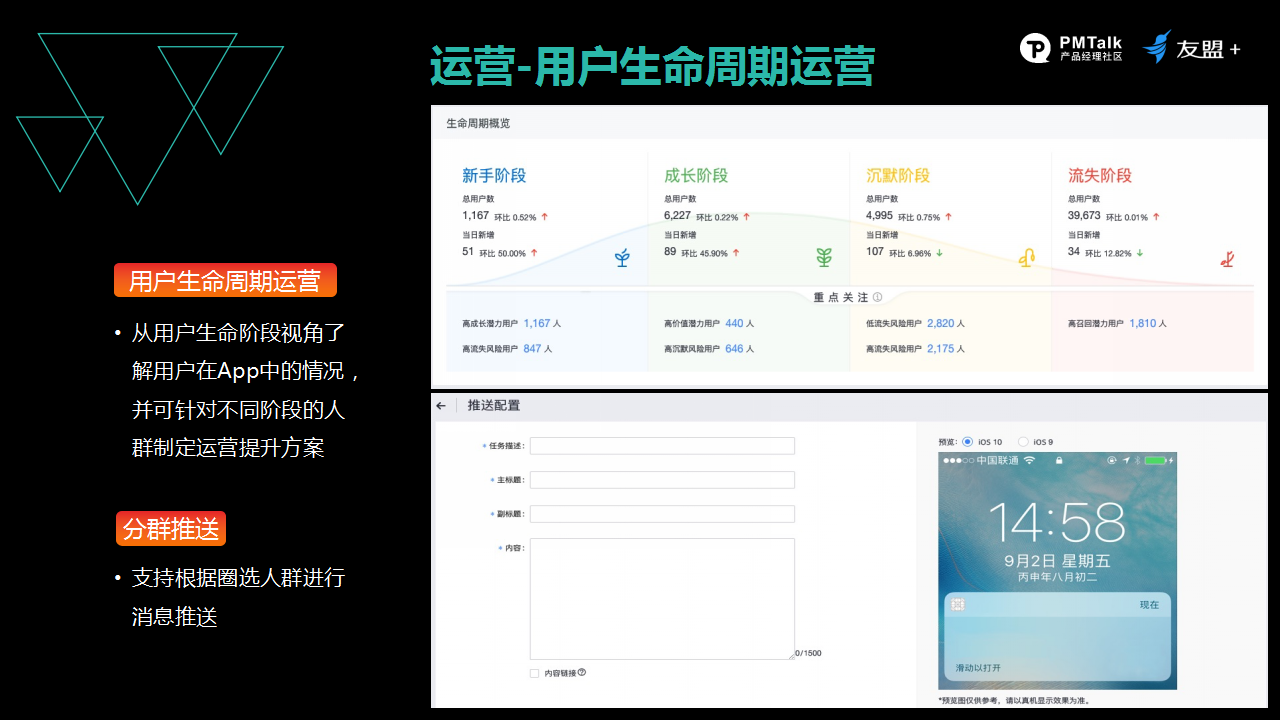 运营-用户生命周期运营
PMTalk
产品经理社区
友盟+
用户生命周期运营
• 从用户生命阶段视角了
解用户在App中的情况，
并可针对不同阶段的人
群制定运营提升方案
分群推送
• 支持根据圈选人群进行
消息推送
生命周期概览
新手阶段
总用户数
1,167 环比 0.52% ↑
当日新增
51 环比 50.00% ↑
成长阶段
总用户数
6,227 环比 0.22% ↑
当日新增
89 环比 45.90% ↑
沉默阶段
总用户数
4,995 环比 0.75% ↑
当日新增
107 环比 6.96% ↓
流失阶段
总用户数
39,673 环比 0.01% ↑
当日新增
34 环比 12.82% ↓
重点关注
高成长潜力用户 1,167 人
高流失风险用户 847 人
高价值潜力用户 440 人
高沉默风险用户 646 人
低流失风险用户 2,820 人
高流失风险用户 2,175 人
高召回潜力用户 1,810 人
← 推送配置
* 任务描述：
* 主标题：
* 副标题：
* 内容：
0/1500
内容链接?
预览： iOS 10 iOS 9
中国联通
14:58
9月2日 星期五
丙申年八月初二
现在
滑动以打开
*预览图仅供参考，请以真机显示效果为准。